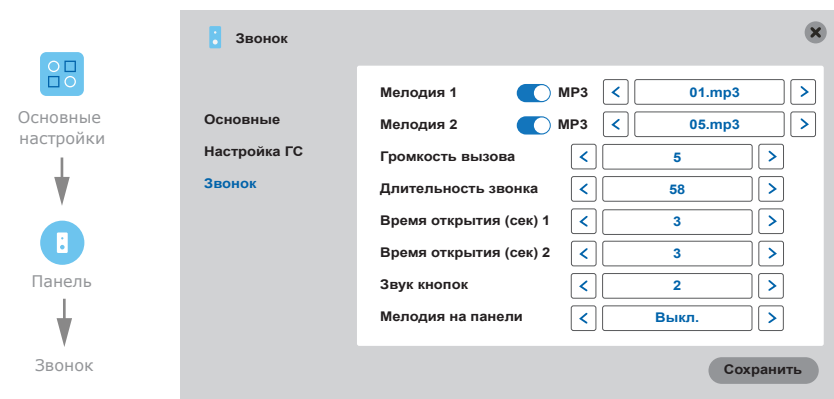 Основные
настройки
Панель
Звонок
Звонок
Основные
Настройка ГС
Звонок
Мелодия 1 MP3 < 01.mp3 >
Мелодия 2 MP3 < 05.mp3 >
Громкость вызова < 5 >
Длительность звонка < 58 >
Время открытия (сек) 1 < 3 >
Время открытия (сек) 2 < 3 >
Звук кнопок < 2 >
Мелодия на панели < Выкл. >
Сохранить